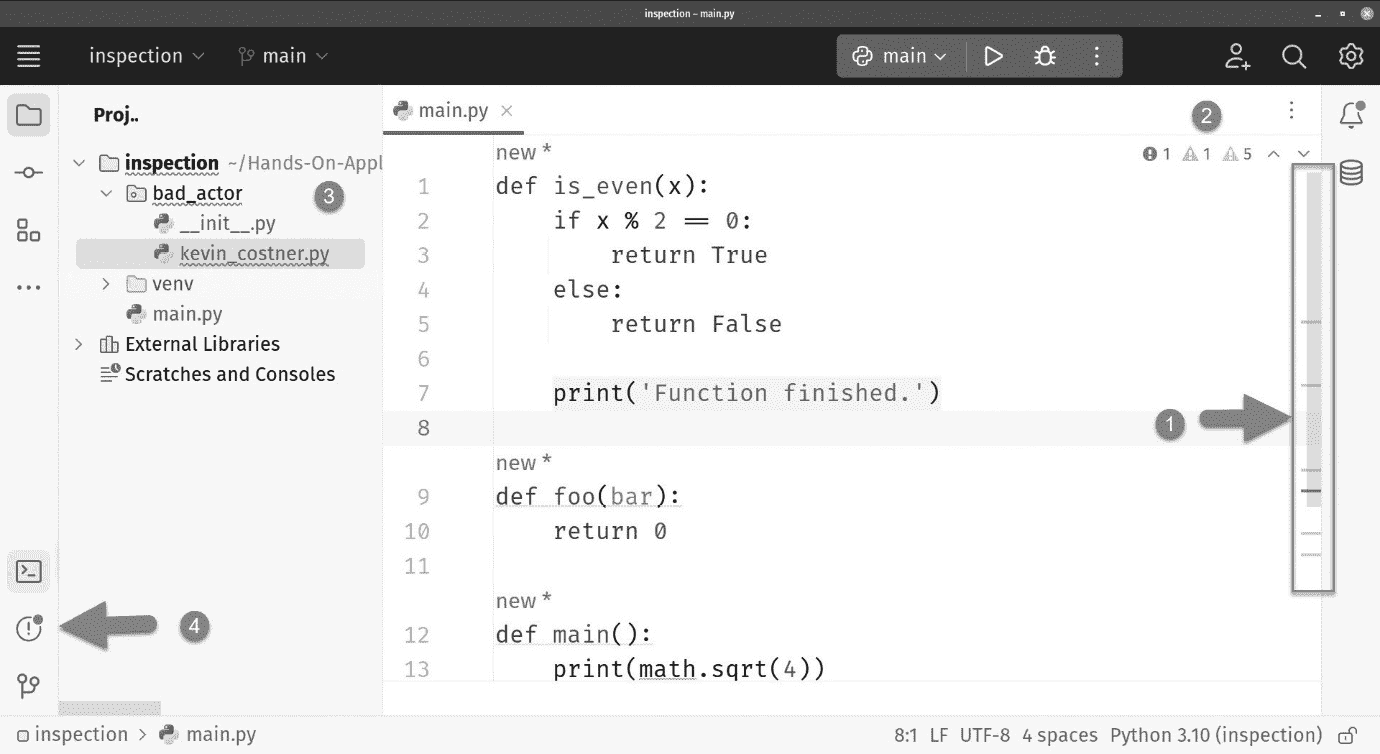 inspection – main.py
inspection main main
Proj..
main.py
2
1 1 5
inspection ~/Hands-On-Appl
bad_actor
3
__init__.py
kevin_costner.py
venv
main.py
External Libraries
Scratches and Consoles
new *
1 def is_even(x):
2 if x % 2 == 0:
3 return True
4 else:
5 return False
6
7 print('Function finished.')
8
1
new *
9 def foo(bar):
10 return 0
11
new *
12 def main():
13 print(math.sqrt(4))
4
inspection > main.py
8:1 LF UTF-8 4 spaces Python 3.10 (inspection)